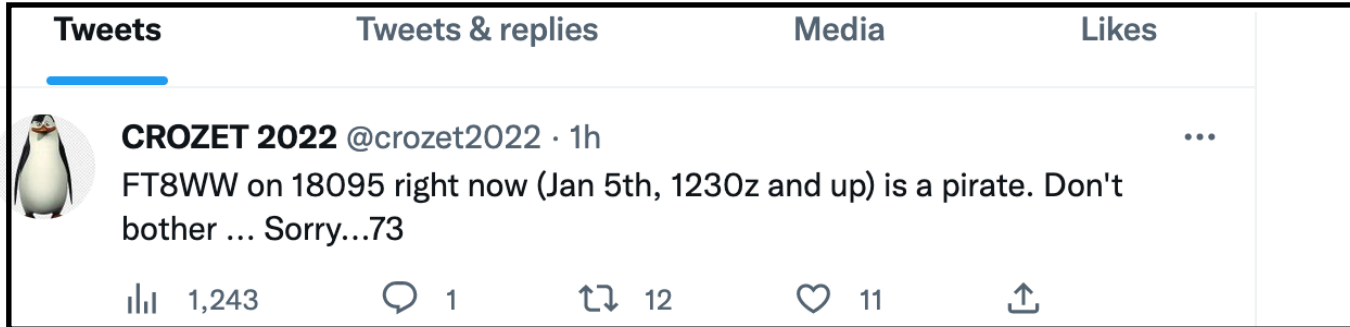 Tweets Tweets & replies Media Likes
CROZET 2022 @crozet2022 · 1h
FT8WW on 18095 right now (Jan 5th, 1230z and up) is a pirate. Don't
bother ... Sorry...73
1,243 1 12 11